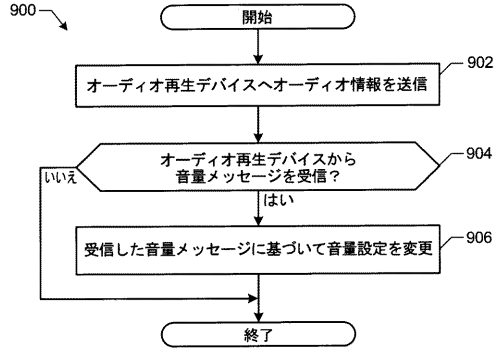 900
開始
オーディオ再生デバイスへオーディオ情報を送信
902
オーディオ再生デバイスから
音量メッセージを受信?
904
いいえ
はい
受信した音量メッセージに基づいて音量設定を変更
906
終了